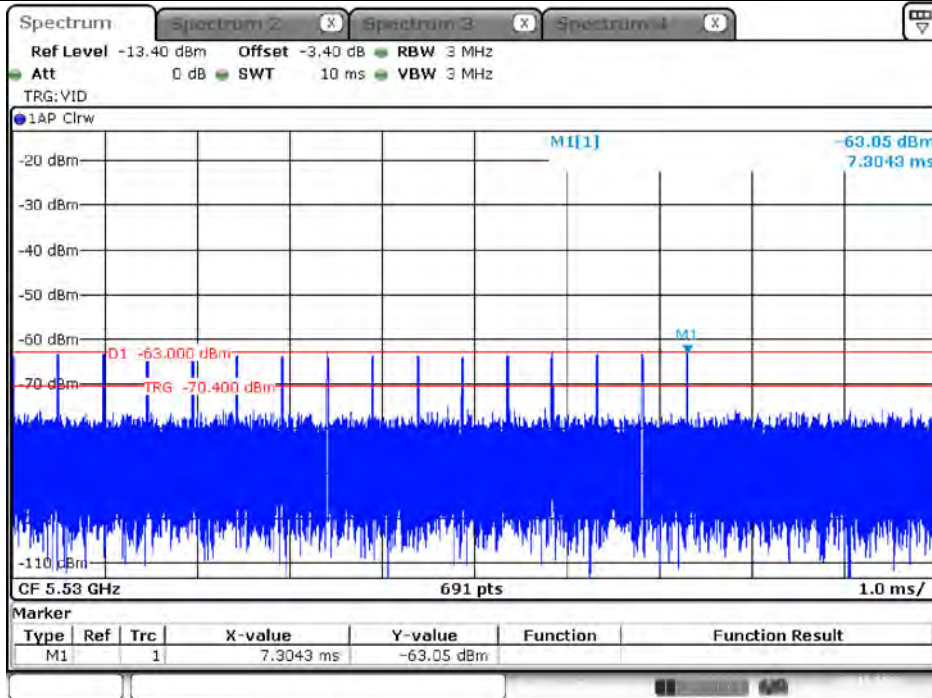 Spectrum Spectrum 2 X Spectrum 3 X Spectrum 4 X
Ref Level -13.40 dBm Offset -3.40 dB RBW 3 MHz
Att 0 dB SWT 10 ms VBW 3 MHz
TRG:VID
1AP Clrw
M1[1] -63.05 dBm
7.3043 ms
-20 dBm
-30 dBm
-40 dBm
-50 dBm
-60 dBm
M1
D1 -63.000 dBm
-70 dBm
TRG -70.400 dBm
-110 dBm
CF 5.53 GHz 691 pts 1.0 ms/
Marker
Type Ref Trc X-value Y-value Function Function Result
M1 1 7.3043 ms -63.05 dBm